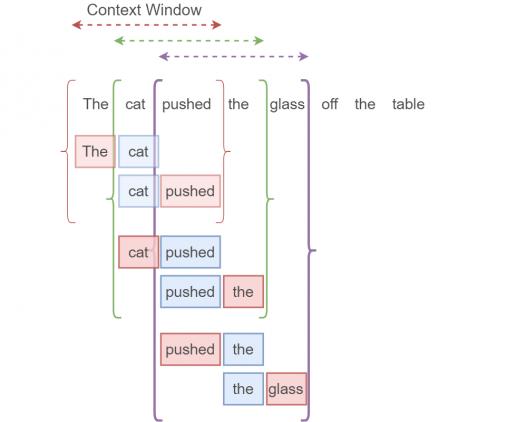 Context Window
The cat pushed the glass off the table
The cat
cat pushed
cat pushed
pushed the
pushed the
the glass